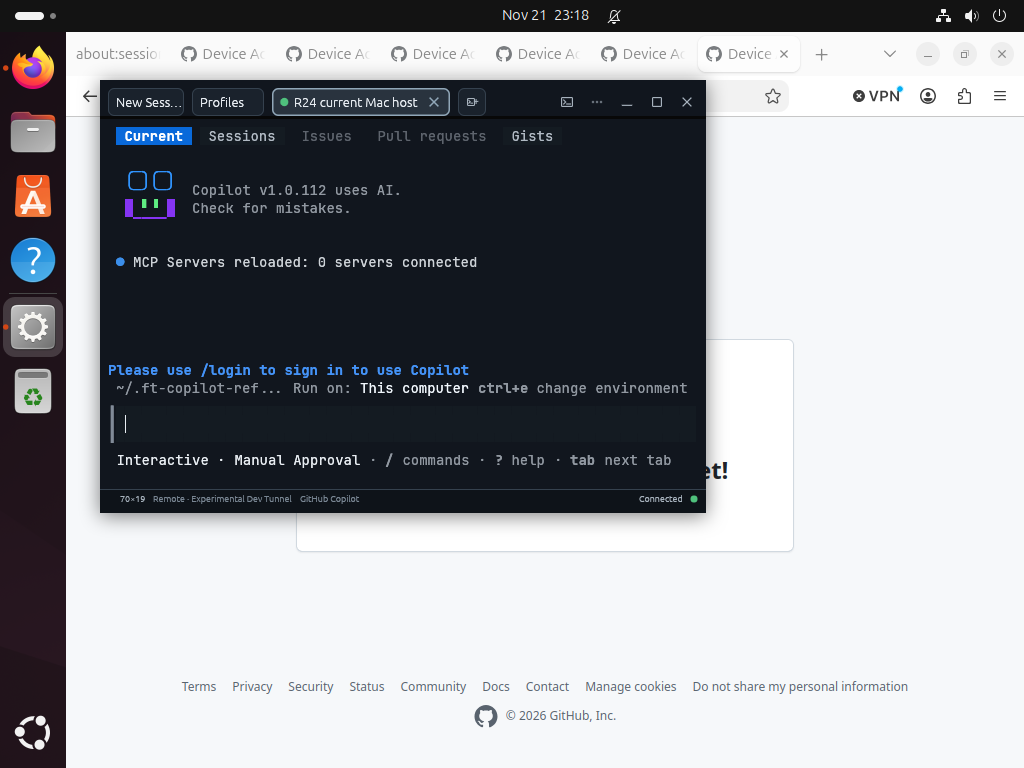 Nov 21 23:18
about:sessio
Device Ac
Device Ac
Device Ac
Device Ac
Device Ac
Device
VPN
New Sess...
Profiles
R24 current Mac host
Current Sessions Issues Pull requests Gists
Copilot v1.0.112 uses AI.
Check for mistakes.
MCP Servers reloaded: 0 servers connected
Please use /login to sign in to use Copilot
~/.ft-copilot-ref... Run on: This computer ctrl+e change environment
Interactive · Manual Approval · / commands · ? help · tab next tab
70×19 Remote · Experimental Dev Tunnel GitHub Copilot Connected
et!
Terms Privacy Security Status Community Docs Contact Manage cookies Do not share my personal information
© 2026 GitHub, Inc.